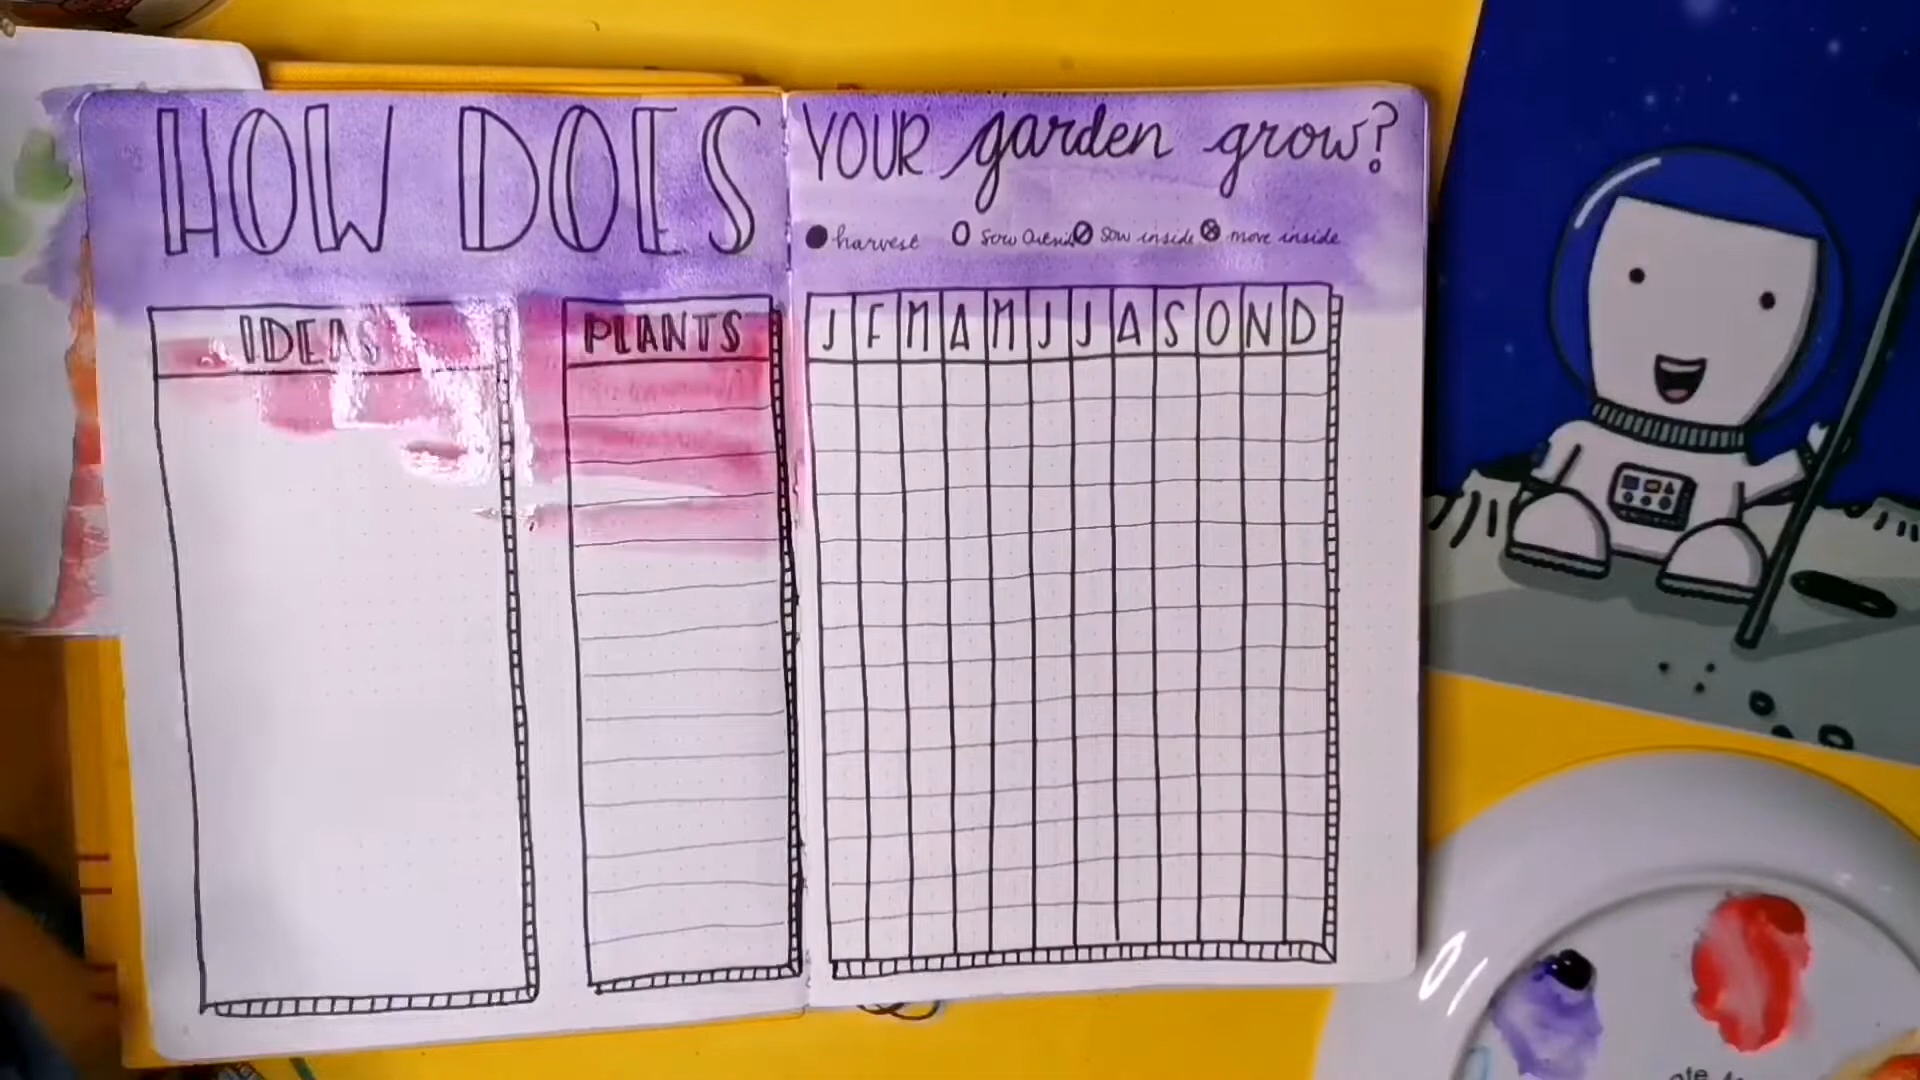 HOW DOES YOUR garden grow?
harvest sow outside sow inside move inside
IDEAS
PLANTS
J F M A M J J A S O N D